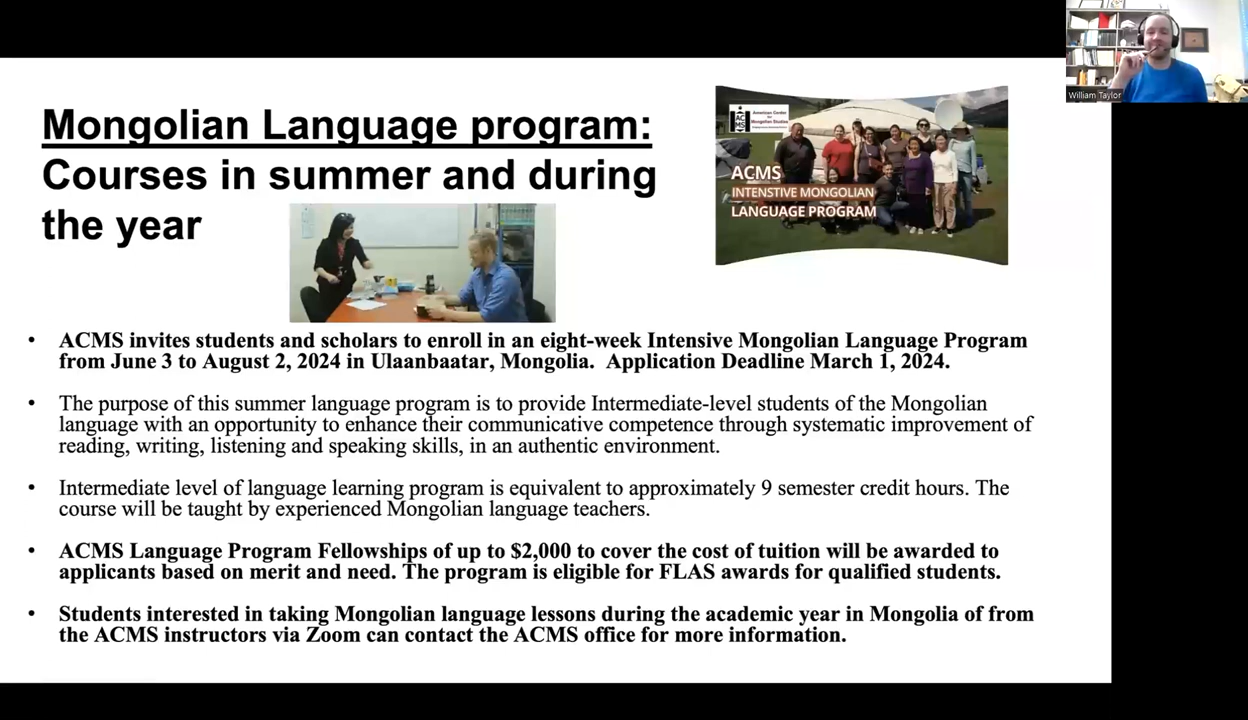 William Taylor
Mongolian Language program:
Courses in summer and during
the year
American Center
for
Mongolian Studies
ACMS
INTENSTIVE MONGOLIAN
LANGUAGE PROGRAM
• ACMS invites students and scholars to enroll in an eight-week Intensive Mongolian Language Program
from June 3 to August 2, 2024 in Ulaanbaatar, Mongolia. Application Deadline March 1, 2024.
• The purpose of this summer language program is to provide Intermediate-level students of the Mongolian
language with an opportunity to enhance their communicative competence through systematic improvement of
reading, writing, listening and speaking skills, in an authentic environment.
• Intermediate level of language learning program is equivalent to approximately 9 semester credit hours. The
course will be taught by experienced Mongolian language teachers.
• ACMS Language Program Fellowships of up to $2,000 to cover the cost of tuition will be awarded to
applicants based on merit and need. The program is eligible for FLAS awards for qualified students.
• Students interested in taking Mongolian language lessons during the academic year in Mongolia of from
the ACMS instructors via Zoom can contact the ACMS office for more information.